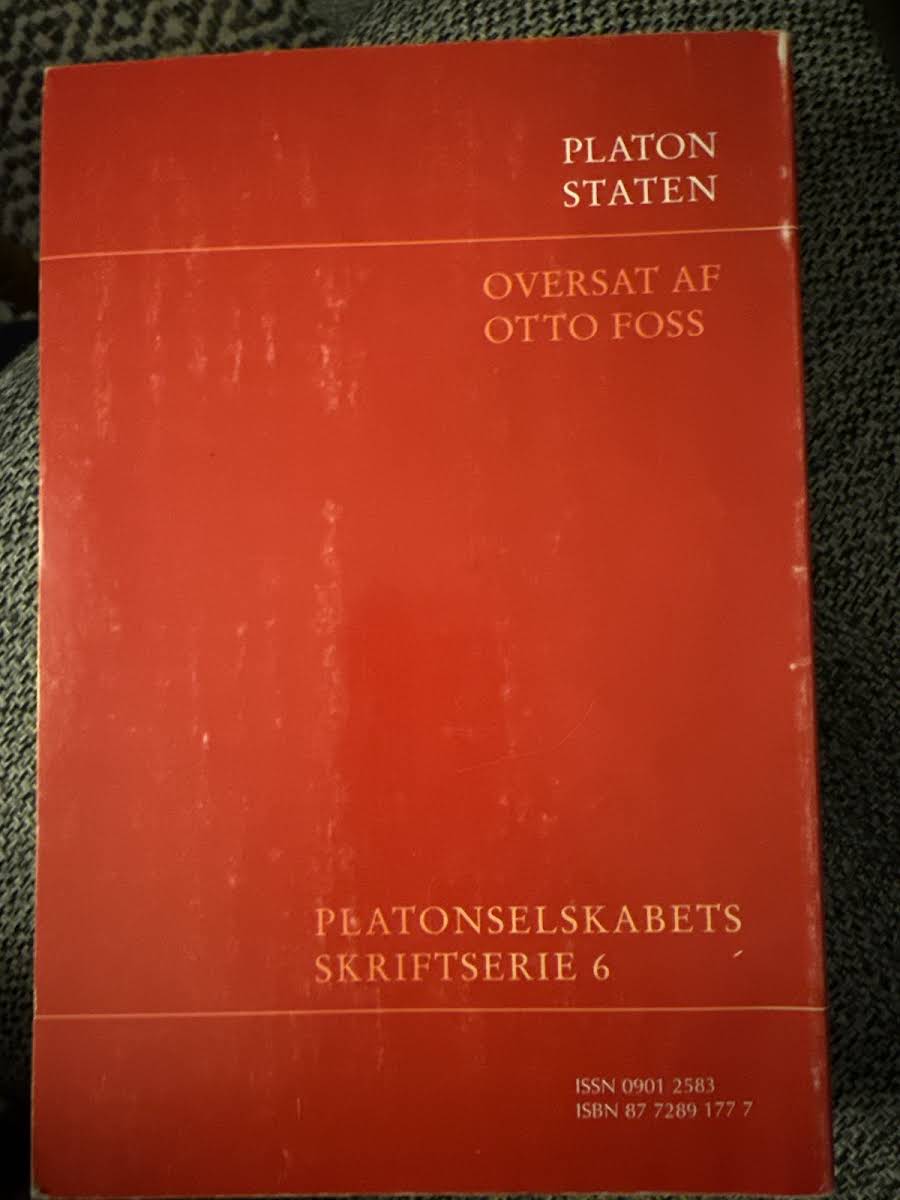 PLATON
STATEN
OVERSAT AF
OTTO FOSS
PLATONSELSKABETS
SKRIFTSERIE 6
ISSN 0901 2583
ISBN 87 7289 177 7